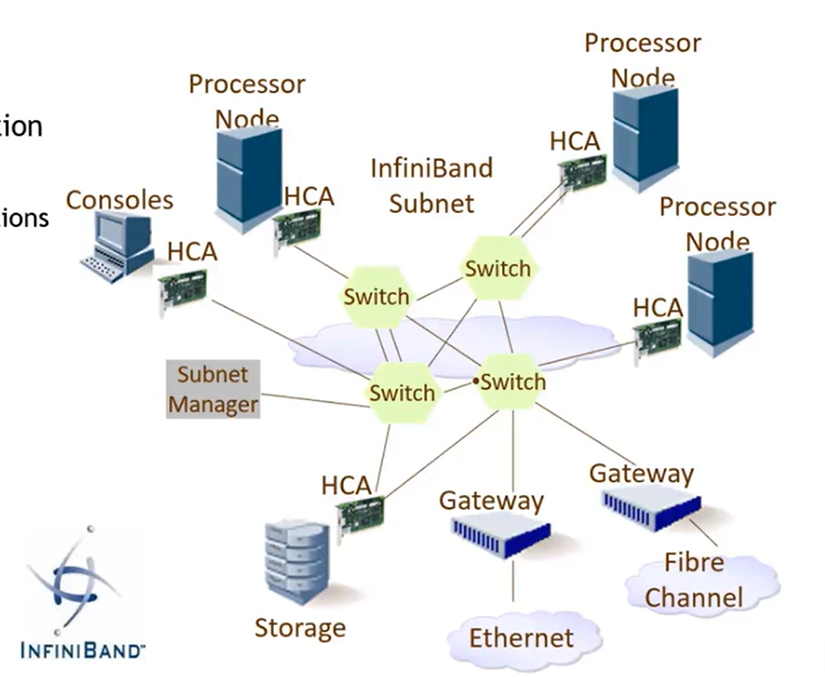 Processor
Node
HCA
Processor
Node
HCA
InfiniBand
Subnet
tion
ions
Consoles
HCA
Processor
Node
HCA
Switch
Switch
Switch
•Switch
Subnet
Manager
HCA
Storage
Gateway
Ethernet
Gateway
Fibre
Channel
INFINIBAND™